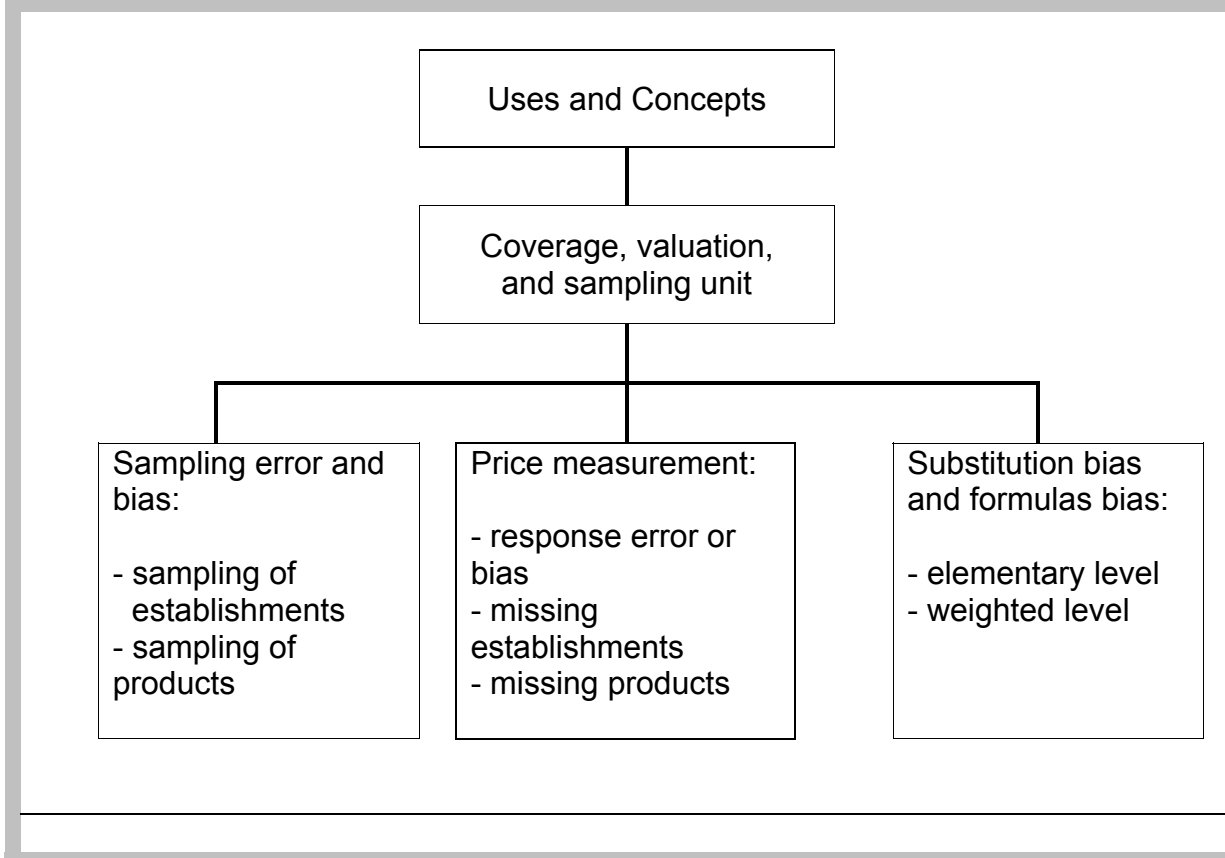 Uses and Concepts
Coverage, valuation,
and sampling unit
Sampling error and
bias:
- sampling of
establishments
- sampling of
products
Price measurement:
- response error or
bias
- missing
establishments
- missing products
Substitution bias
and formulas bias:
- elementary level
- weighted level